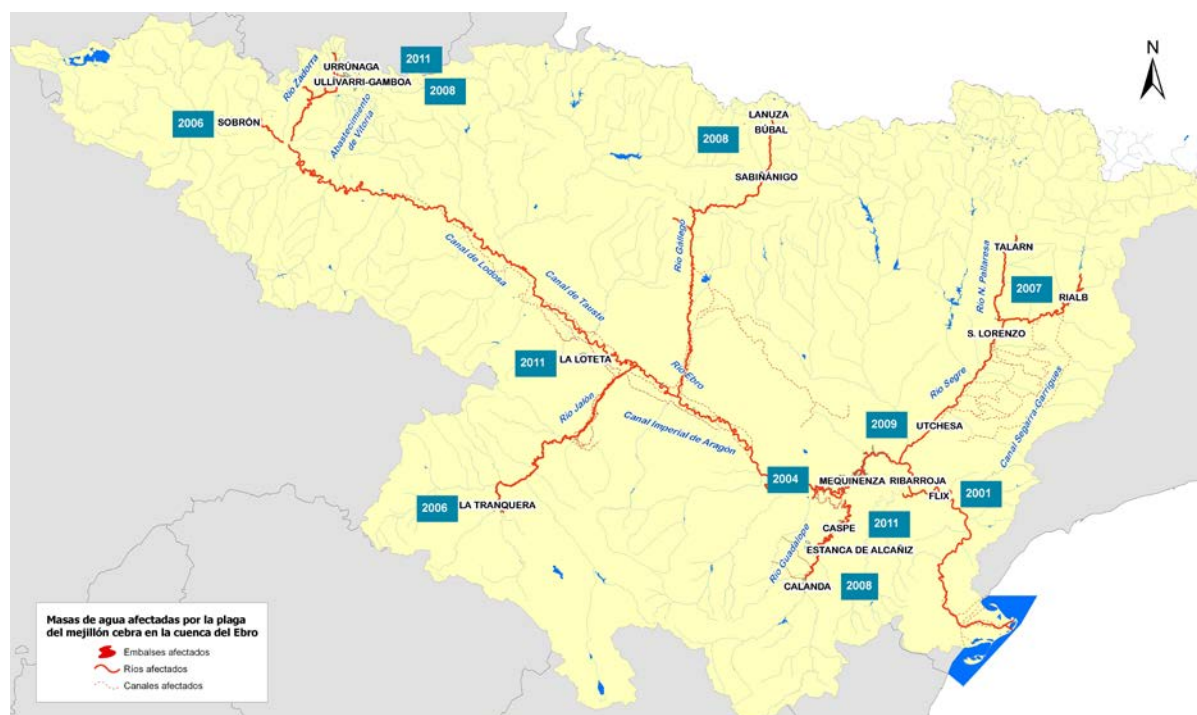 N
2011
URRÚNAGA
Río Zadorra
ULLIVARRI-GAMBOA
2008
Abastecimiento
de Vitoria
2006
SOBRÓN
LANUZA
2008
BÚBAL
SABIÑÁNIGO
Río Gállego
Canal de Lodosa
Canal de Tauste
TALARN
Río N. Pallaresa
2007
RIALB
S. LORENZO
2011
LA LOTETA
Río Ebro
Río Jalón
Río Segre
Canal Imperial de Aragon
2009
UTCHESA
Canal Segarra-Garrigues
2004
MEQUINENZA
RIBARROJA
FLIX
2001
2006
LA TRANQUERA
CASPE
2011
Río Guadalope
ESTANCA DE ALCAÑIZ
CALANDA
2008
Masas de agua afectadas por la plaga
del mejillón cebra en la cuenca del Ebro
Embalses afectados
Ríos afectados
Canales afectados